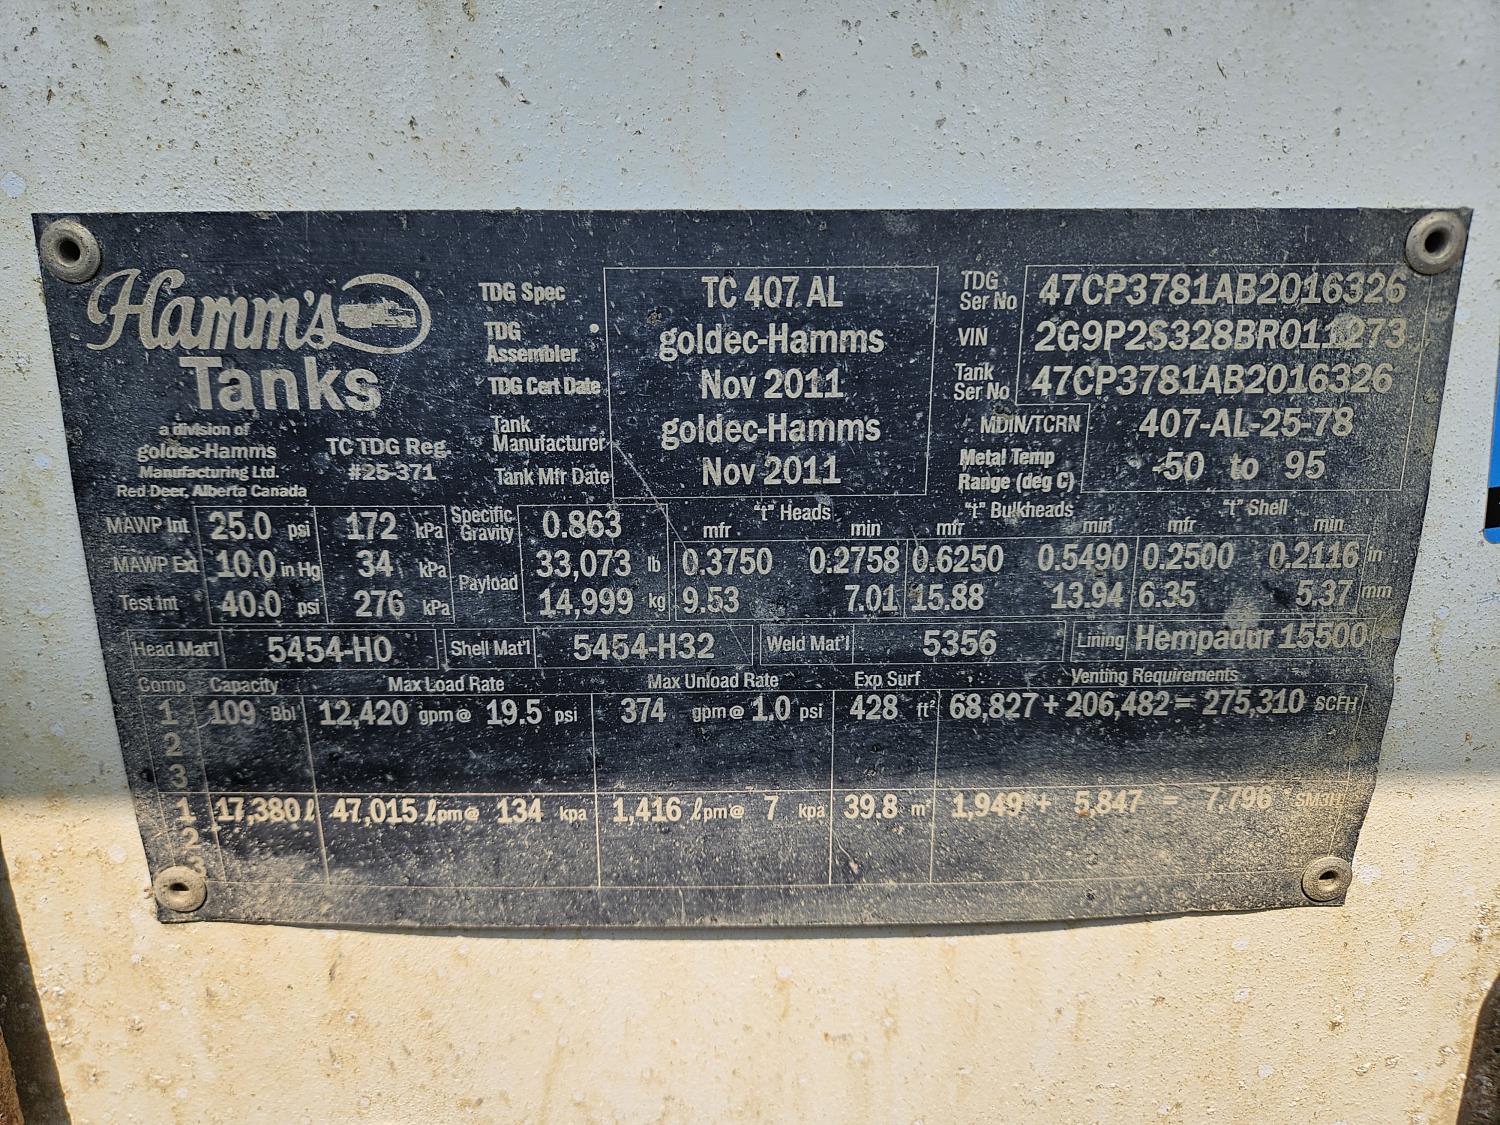 Hamm's
Tanks
a division of
goldec-Hamms
Manufacturing Ltd.
Red Deer, Alberta Canada
TC TDG Reg.
#25-371
TDG Spec TC 407 AL
TDG Assembler goldec-Hamms
TDG Cert Date Nov 2011
Tank Manufacturer goldec-Hamms
Tank Mfr Date Nov 2011
TDG Ser No 47CP3781AB2016326
VIN 2G9P2S328BR011273
Tank Ser No 47CP3781AB2016326
MDIN/TCRN 407-AL-25-78
Metal Temp Range (deg C) -50 to 95
"t" Heads "t" Bulkheads "t" Shell
mfr min mfr min mfr min
MAWP Int 25.0 psi 172 kPa Specific Gravity 0.863
MAWP Ext 10.0 in Hg 34 kPa Payload 33,073 lb 0.3750 0.2758 0.6250 0.5490 0.2500 0.2116 in
Test Int 40.0 psi 276 kPa 14,999 kg 9.53 7.01 15.88 13.94 6.35 5.37 mm
Head Mat'l 5454-H0 Shell Mat'l 5454-H32 Weld Mat'l 5356 Lining Hempadur 15500
Comp Capacity Max Load Rate Max Unload Rate Exp Surf Venting Requirements
1 109 Bbl 12,420 gpm@ 19.5 psi 374 gpm@ 1.0 psi 428 ft² 68,827 + 206,482 = 275,310 SCFH
2
3
1 17,380 ℓ 47,015 ℓpm@ 134 kpa 1,416 ℓpm@ 7 kpa 39.8 m² 1,949 + 5,847 = 7,796 SM3H
2
3